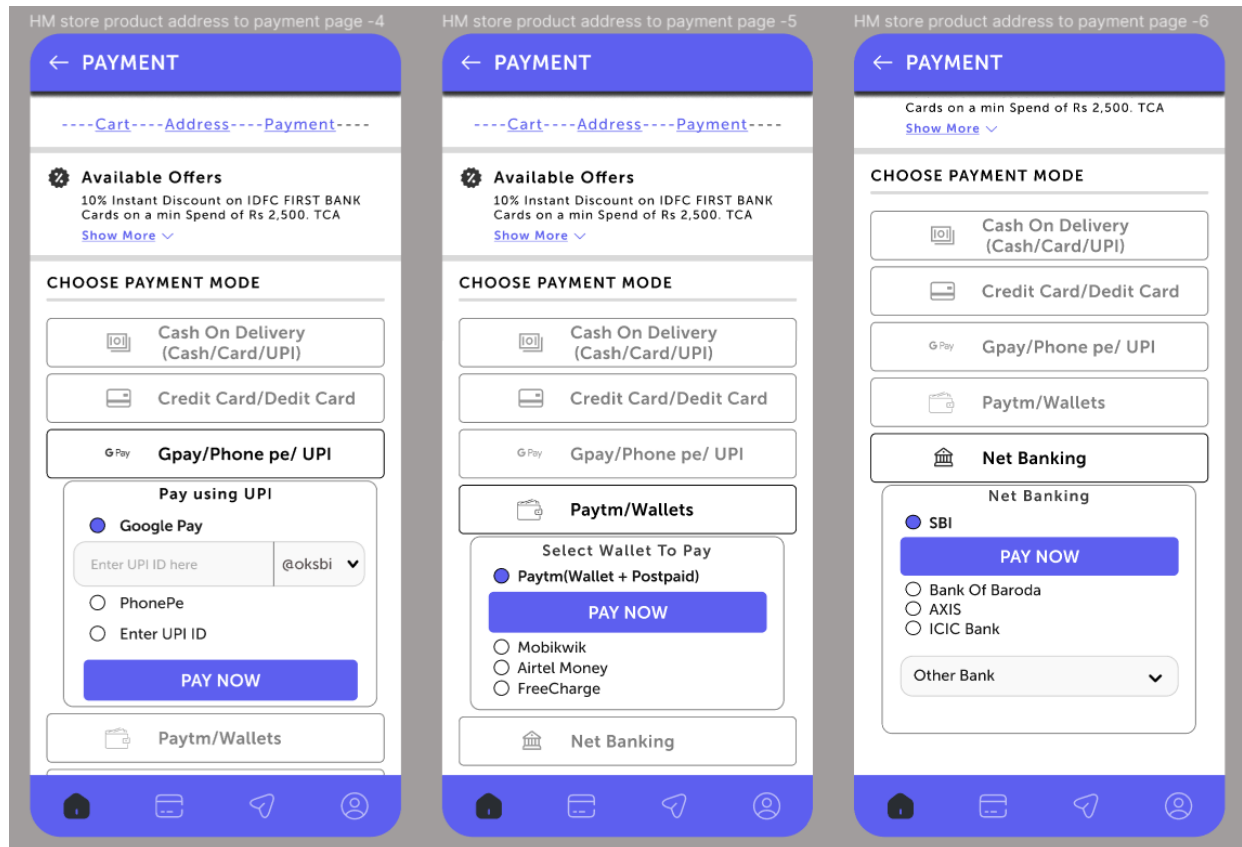 HM store product address to payment page -4
← PAYMENT
----Cart----Address----Payment----
Available Offers
10% Instant Discount on IDFC FIRST BANK
Cards on a min Spend of Rs 2,500. TCA
Show More
CHOOSE PAYMENT MODE
Cash On Delivery
(Cash/Card/UPI)
Credit Card/Dedit Card
G Pay Gpay/Phone pe/ UPI
Pay using UPI
Google Pay
Enter UPI ID here @oksbi
PhonePe
Enter UPI ID
PAY NOW
Paytm/Wallets
HM store product address to payment page -5
← PAYMENT
----Cart----Address----Payment----
Available Offers
10% Instant Discount on IDFC FIRST BANK
Cards on a min Spend of Rs 2,500. TCA
Show More
CHOOSE PAYMENT MODE
Cash On Delivery
(Cash/Card/UPI)
Credit Card/Dedit Card
G Pay Gpay/Phone pe/ UPI
Paytm/Wallets
Select Wallet To Pay
Paytm(Wallet + Postpaid)
PAY NOW
Mobikwik
Airtel Money
FreeCharge
Net Banking
HM store product address to payment page -6
← PAYMENT
Cards on a min Spend of Rs 2,500. TCA
Show More
CHOOSE PAYMENT MODE
Cash On Delivery
(Cash/Card/UPI)
Credit Card/Dedit Card
G Pay Gpay/Phone pe/ UPI
Paytm/Wallets
Net Banking
Net Banking
SBI
PAY NOW
Bank Of Baroda
AXIS
ICIC Bank
Other Bank